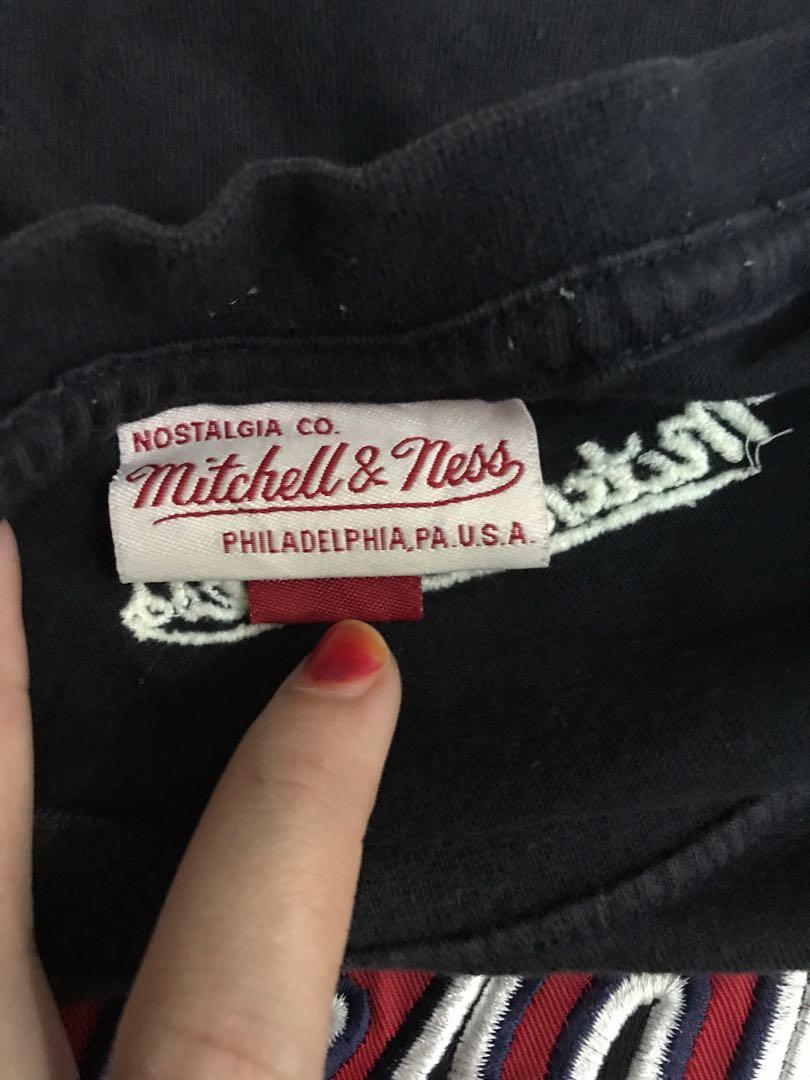 NOSTALGIA CO.
Mitchell & Ness
PHILADELPHIA, PA. U.S.A.